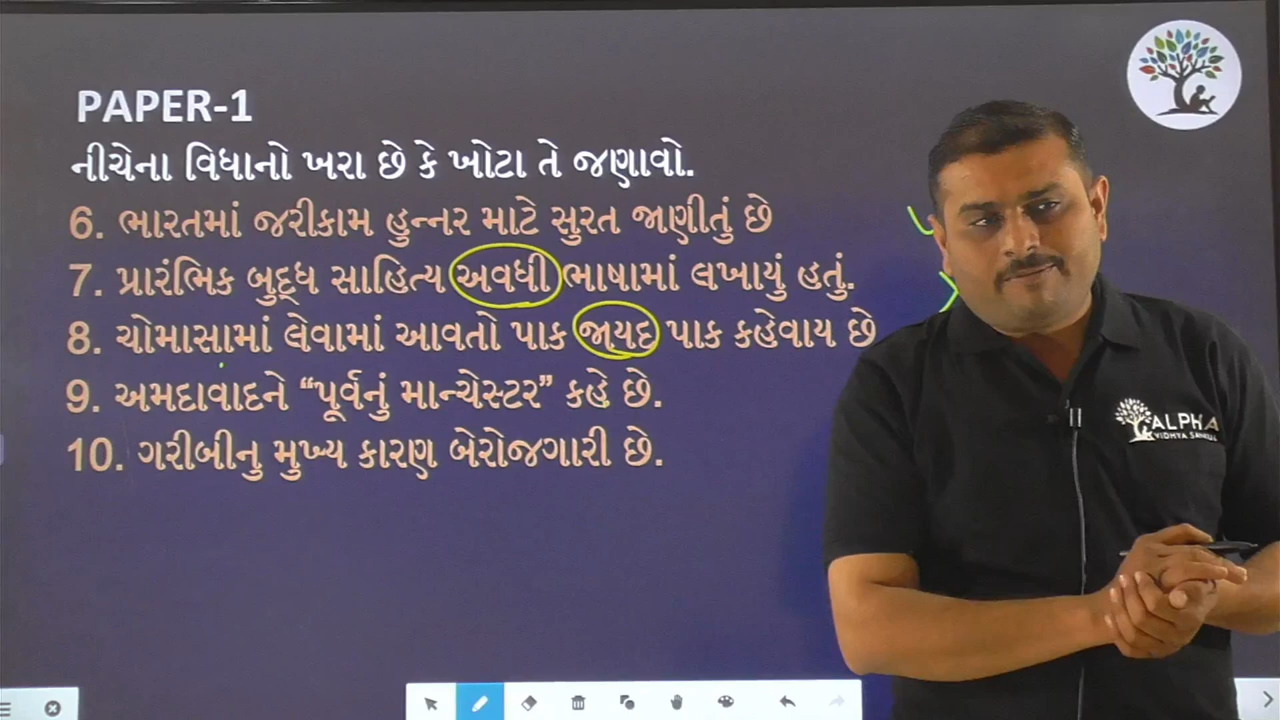 PAPER-1
નીચેના વિધાનો ખરા છે કે ખોટા તે જણાવો.
6. ભારતમાં જરીકામ હુન્નર માટે સુરત જાણીતું છે
7. પ્રારંભિક બુદ્ધ સાહિત્ય અવધી ભાષામાં લખાયું હતું.
8. ચોમાસામાં લેવામાં આવતો પાક જાયદ પાક કહેવાય છે
9. અમદાવાદને “પૂર્વનું માન્ચેસ્ટર” કહે છે.
10. ગરીબીનુ મુખ્ય કારણ બેરોજગારી છે.
ALPHA
VIDHYA SANKUL